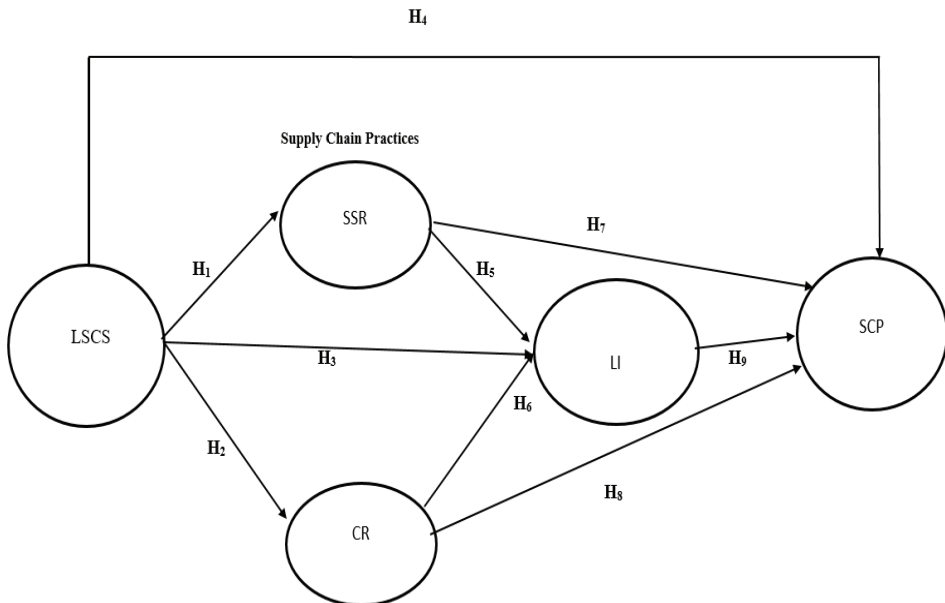 H₄
Supply Chain Practices
SSR
H₇
H₁
H₅
LSCS
SCP
H₃
LI
H₉
H₆
H₂
H₈
CR